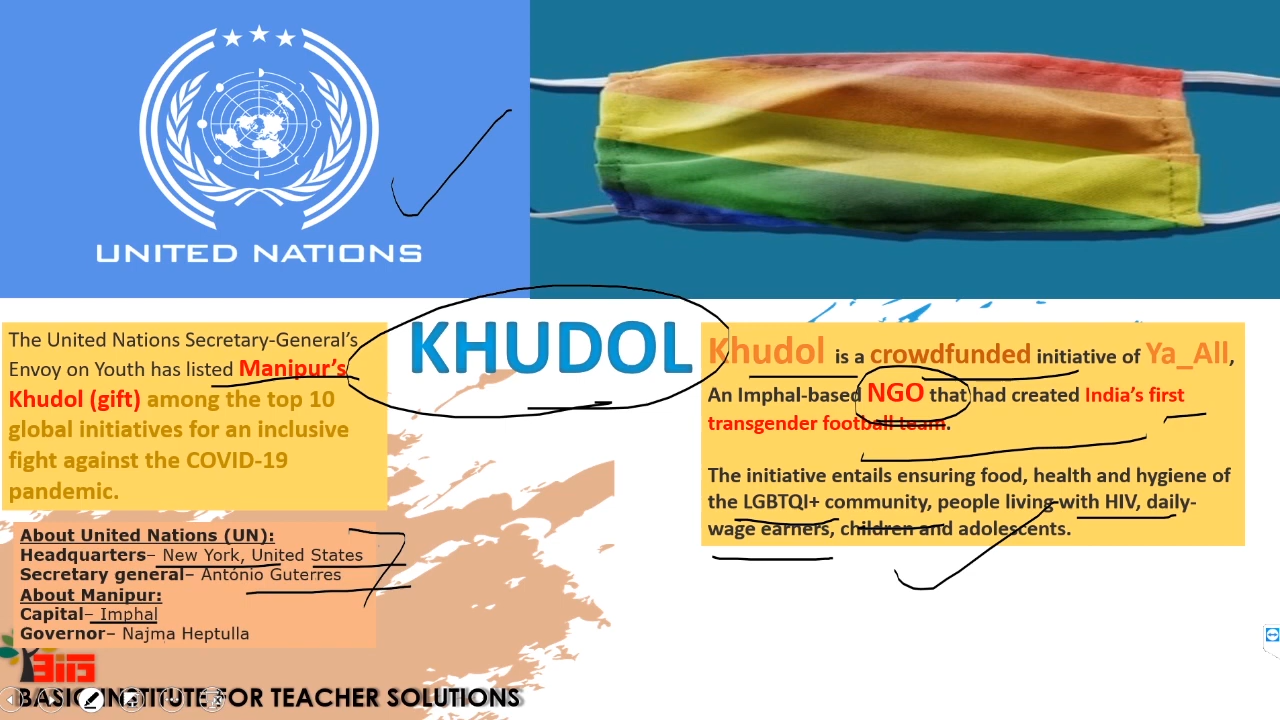 UNITED NATIONS
KHUDOL
The United Nations Secretary-General's
Envoy on Youth has listed Manipur's
Khudol (gift) among the top 10
global initiatives for an inclusive
fight against the COVID-19
pandemic.
About United Nations (UN):
Headquarters– New York, United States
Secretary general– António Guterres
About Manipur:
Capital– Imphal
Governor– Najma Heptulla
Khudol is a crowdfunded initiative of Ya_All,
An Imphal-based NGO that had created India's first
transgender football team.
The initiative entails ensuring food, health and hygiene of
the LGBTQI+ community, people living with HIV, daily-
wage earners, children and adolescents.
BASIC INSTITUTE FOR TEACHER SOLUTIONS